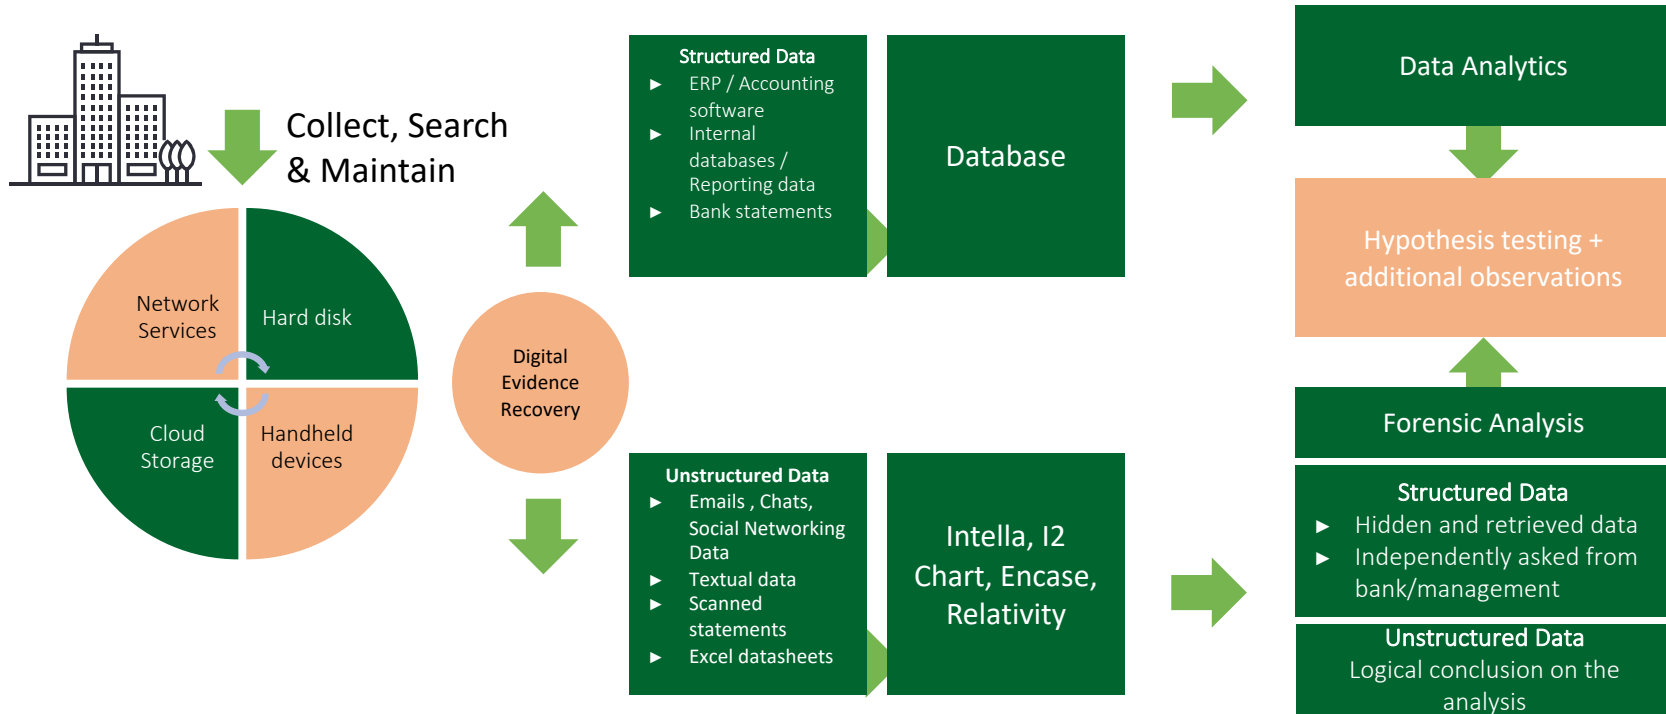 Collect, Search
& Maintain
Network
Services
Hard disk
Cloud
Storage
Handheld
devices
Digital
Evidence
Recovery
Structured Data
► ERP / Accounting
software
► Internal
databases /
Reporting data
► Bank statements
Database
Unstructured Data
► Emails , Chats,
Social Networking
Data
► Textual data
► Scanned
statements
► Excel datasheets
Intella, I2
Chart, Encase,
Relativity
Data Analytics
Hypothesis testing +
additional observations
Forensic Analysis
Structured Data
► Hidden and retrieved data
► Independently asked from
bank/management
Unstructured Data
Logical conclusion on the
analysis